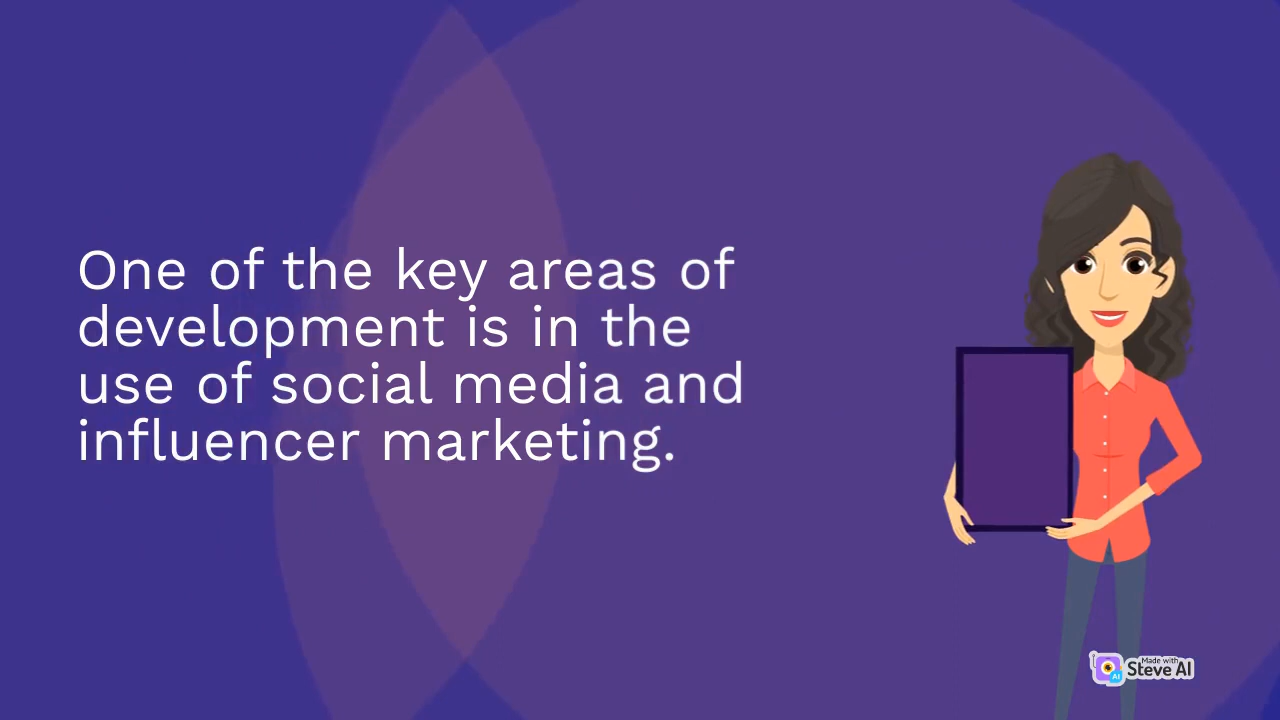 One of the key areas of
development is in the
use of social media and
influencer marketing.
Made with
Steve AI
AI